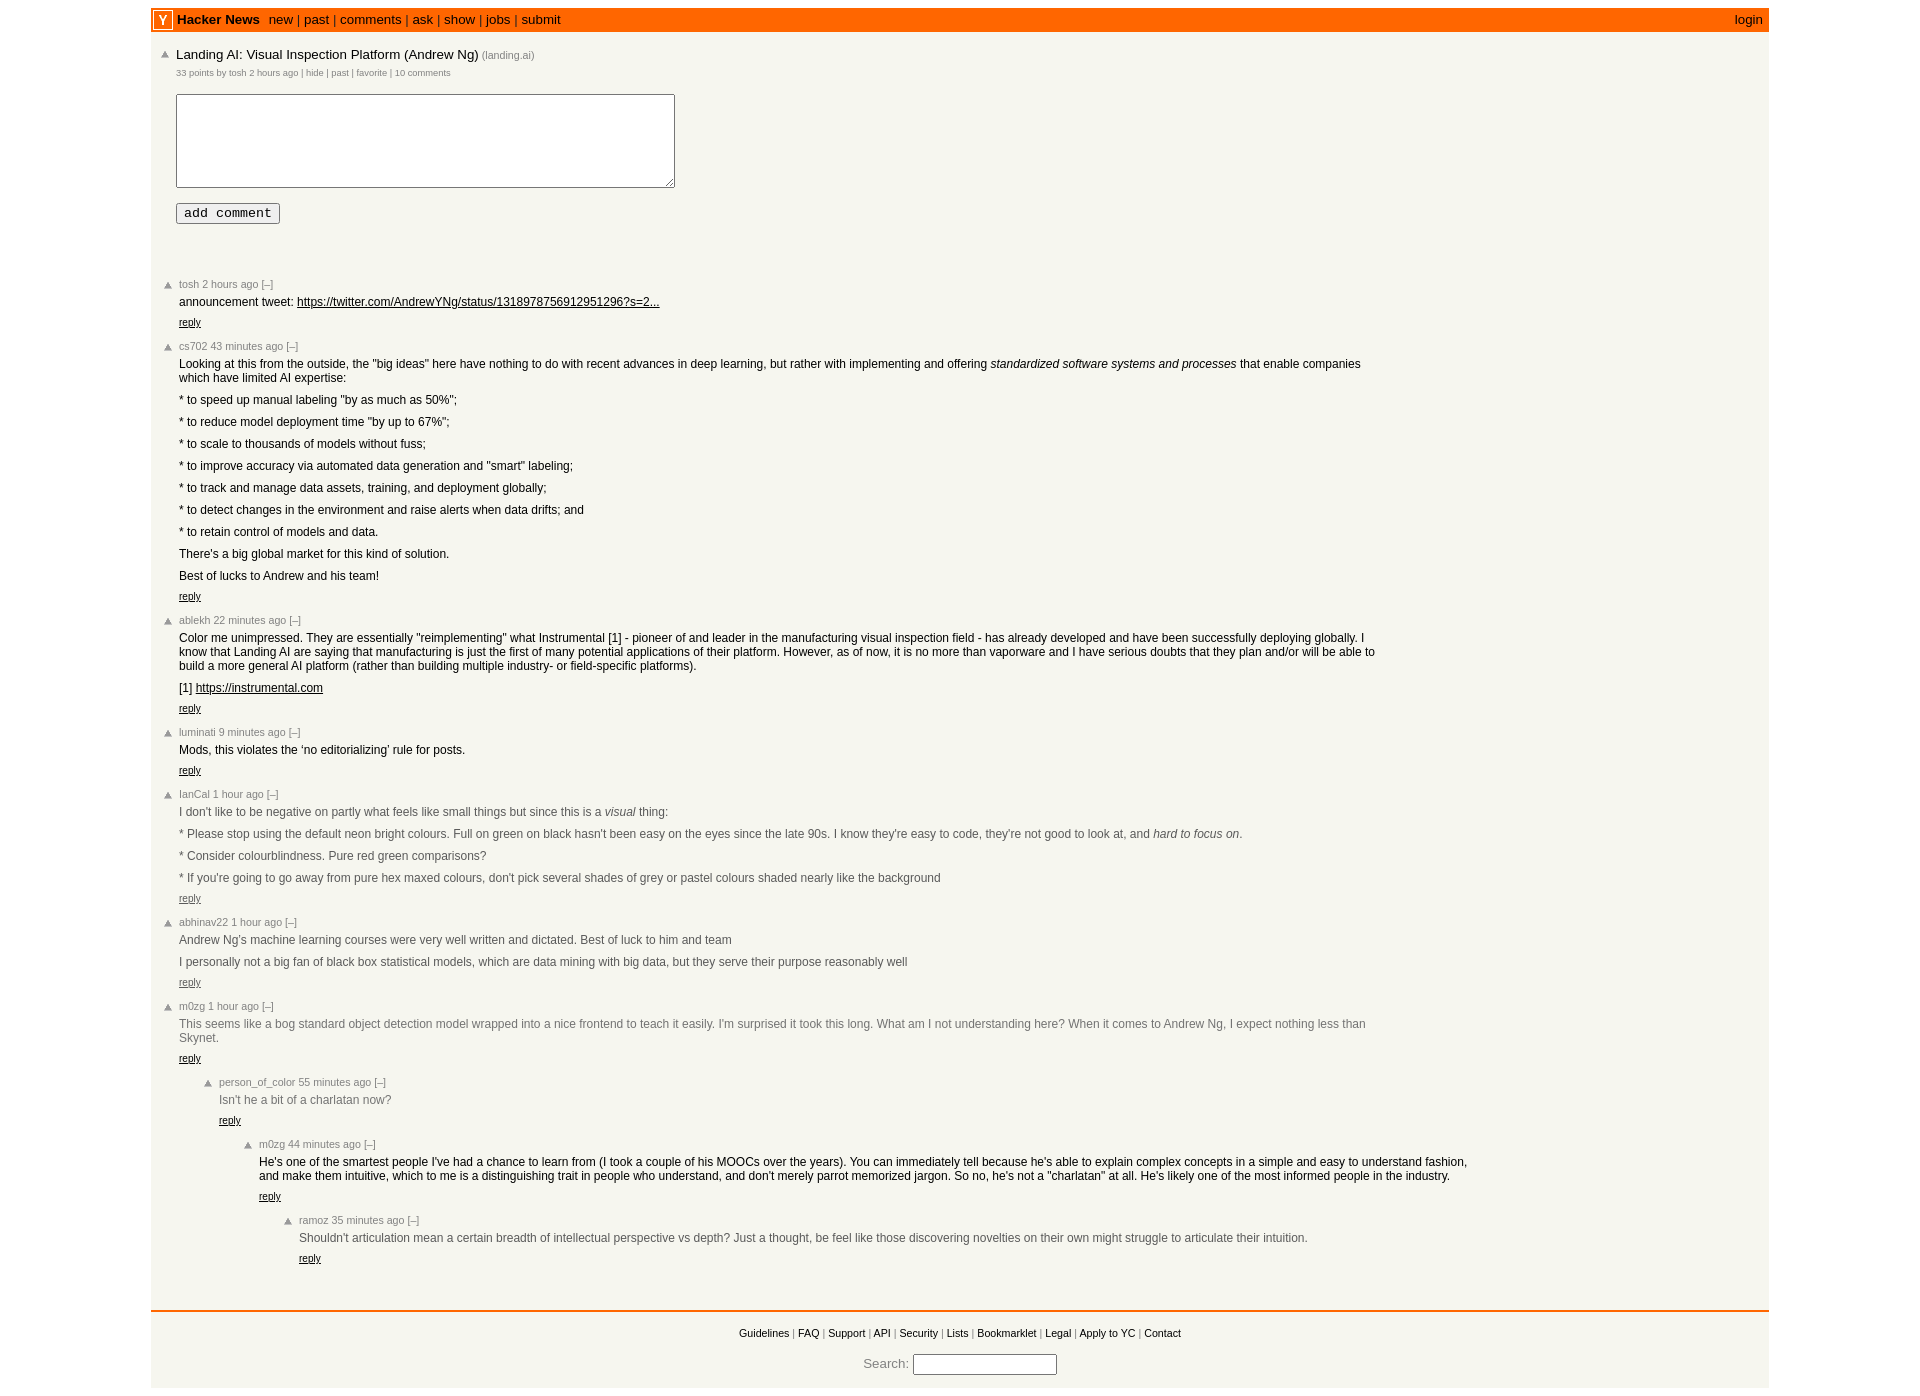 Y Hacker News new | past | comments | ask | show | jobs | submit login
Landing AI: Visual Inspection Platform (Andrew Ng) (landing.ai)
33 points by tosh 2 hours ago | hide | past | favorite | 10 comments
add comment
tosh 2 hours ago [–]
announcement tweet: https://twitter.com/AndrewYNg/status/1318978756912951296?s=2...
reply
cs702 43 minutes ago [–]
Looking at this from the outside, the "big ideas" here have nothing to do with recent advances in deep learning, but rather with implementing and offering standardized software systems and processes that enable companies
which have limited AI expertise:
* to speed up manual labeling "by as much as 50%";
* to reduce model deployment time "by up to 67%";
* to scale to thousands of models without fuss;
* to improve accuracy via automated data generation and "smart" labeling;
* to track and manage data assets, training, and deployment globally;
* to detect changes in the environment and raise alerts when data drifts; and
* to retain control of models and data.
There's a big global market for this kind of solution.
Best of lucks to Andrew and his team!
reply
ablekh 22 minutes ago [–]
Color me unimpressed. They are essentially "reimplementing" what Instrumental [1] - pioneer of and leader in the manufacturing visual inspection field - has already developed and have been successfully deploying globally. I
know that Landing AI are saying that manufacturing is just the first of many potential applications of their platform. However, as of now, it is no more than vaporware and I have serious doubts that they plan and/or will be able to
build a more general AI platform (rather than building multiple industry- or field-specific platforms).
[1] https://instrumental.com
reply
luminati 9 minutes ago [–]
Mods, this violates the ‘no editorializing’ rule for posts.
reply
IanCal 1 hour ago [–]
I don't like to be negative on partly what feels like small things but since this is a visual thing:
* Please stop using the default neon bright colours. Full on green on black hasn't been easy on the eyes since the late 90s. I know they're easy to code, they're not good to look at, and hard to focus on.
* Consider colourblindness. Pure red green comparisons?
* If you're going to go away from pure hex maxed colours, don't pick several shades of grey or pastel colours shaded nearly like the background
reply
abhinav22 1 hour ago [–]
Andrew Ng's machine learning courses were very well written and dictated. Best of luck to him and team
I personally not a big fan of black box statistical models, which are data mining with big data, but they serve their purpose reasonably well
reply
m0zg 1 hour ago [–]
This seems like a bog standard object detection model wrapped into a nice frontend to teach it easily. I'm surprised it took this long. What am I not understanding here? When it comes to Andrew Ng, I expect nothing less than
Skynet.
reply
person_of_color 55 minutes ago [–]
Isn't he a bit of a charlatan now?
reply
m0zg 44 minutes ago [–]
He's one of the smartest people I've had a chance to learn from (I took a couple of his MOOCs over the years). You can immediately tell because he's able to explain complex concepts in a simple and easy to understand fashion,
and make them intuitive, which to me is a distinguishing trait in people who understand, and don't merely parrot memorized jargon. So no, he's not a "charlatan" at all. He's likely one of the most informed people in the industry.
reply
ramoz 35 minutes ago [–]
Shouldn't articulation mean a certain breadth of intellectual perspective vs depth? Just a thought, be feel like those discovering novelties on their own might struggle to articulate their intuition.
reply
Guidelines | FAQ | Support | API | Security | Lists | Bookmarklet | Legal | Apply to YC | Contact
Search: